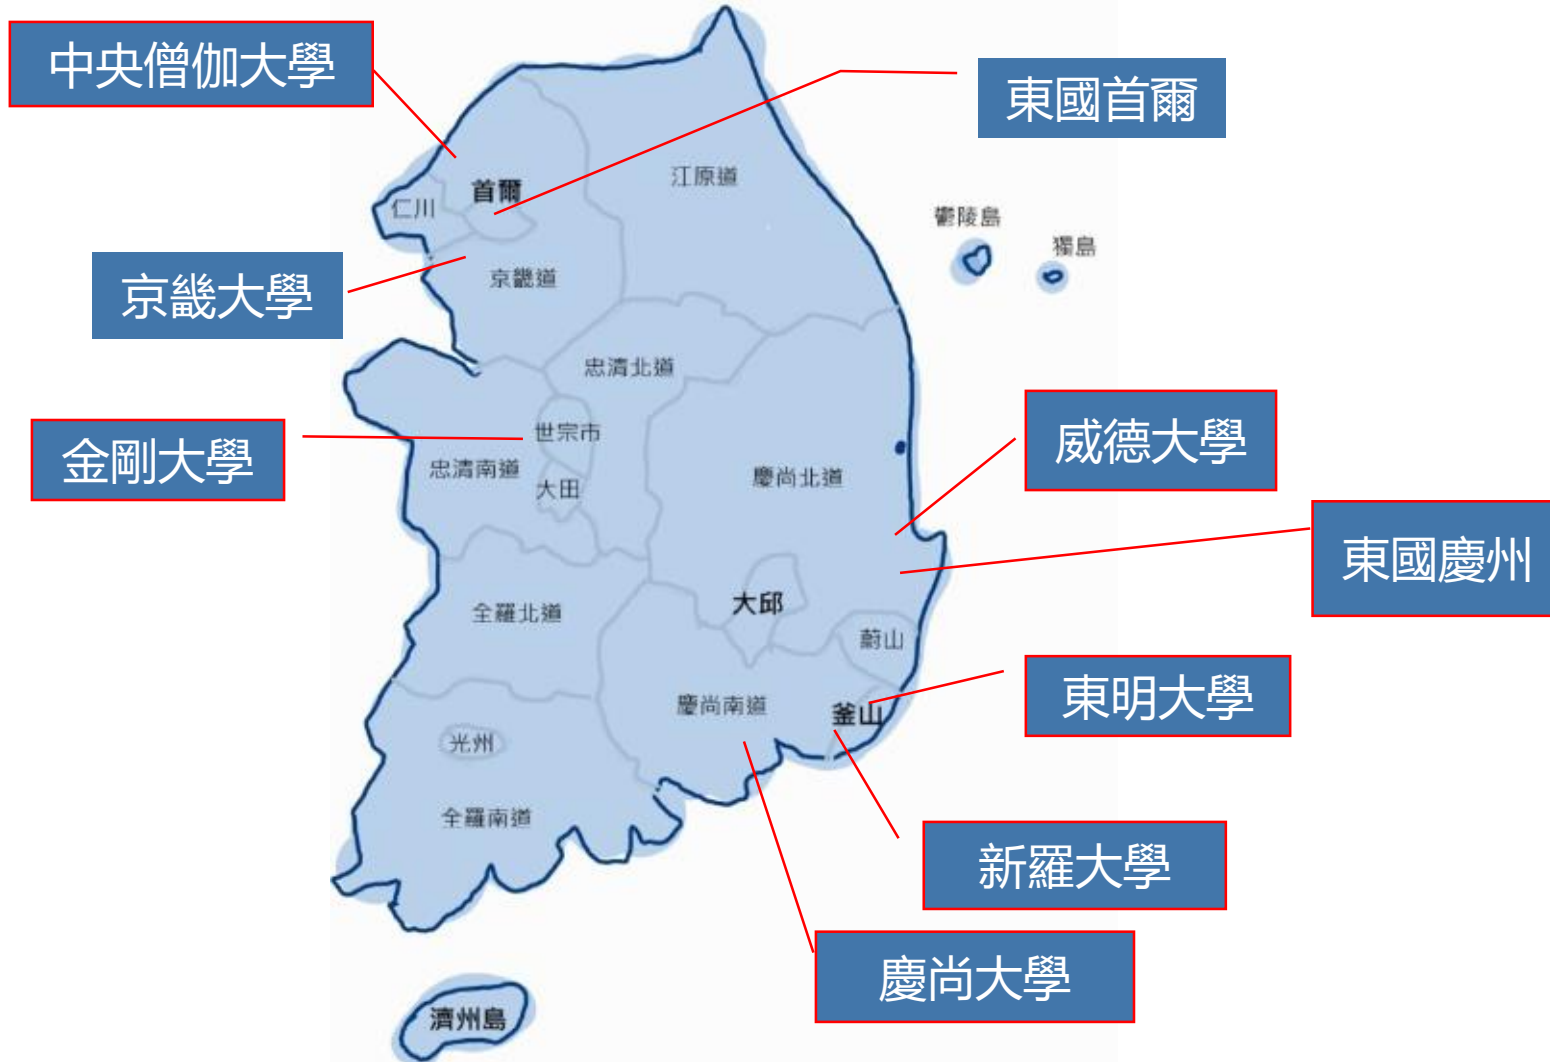 中央僧伽大學
東國首爾
江原道
首爾
仁川
鬱陵島
獨島
京畿大學
京畿道
忠清北道
金剛大學
世宗市
威德大學
忠清南道
慶尚北道
大田
東國慶州
大邱
全羅北道
蔚山
東明大學
慶尚南道
釜山
光州
全羅南道
新羅大學
慶尚大學
濟州島